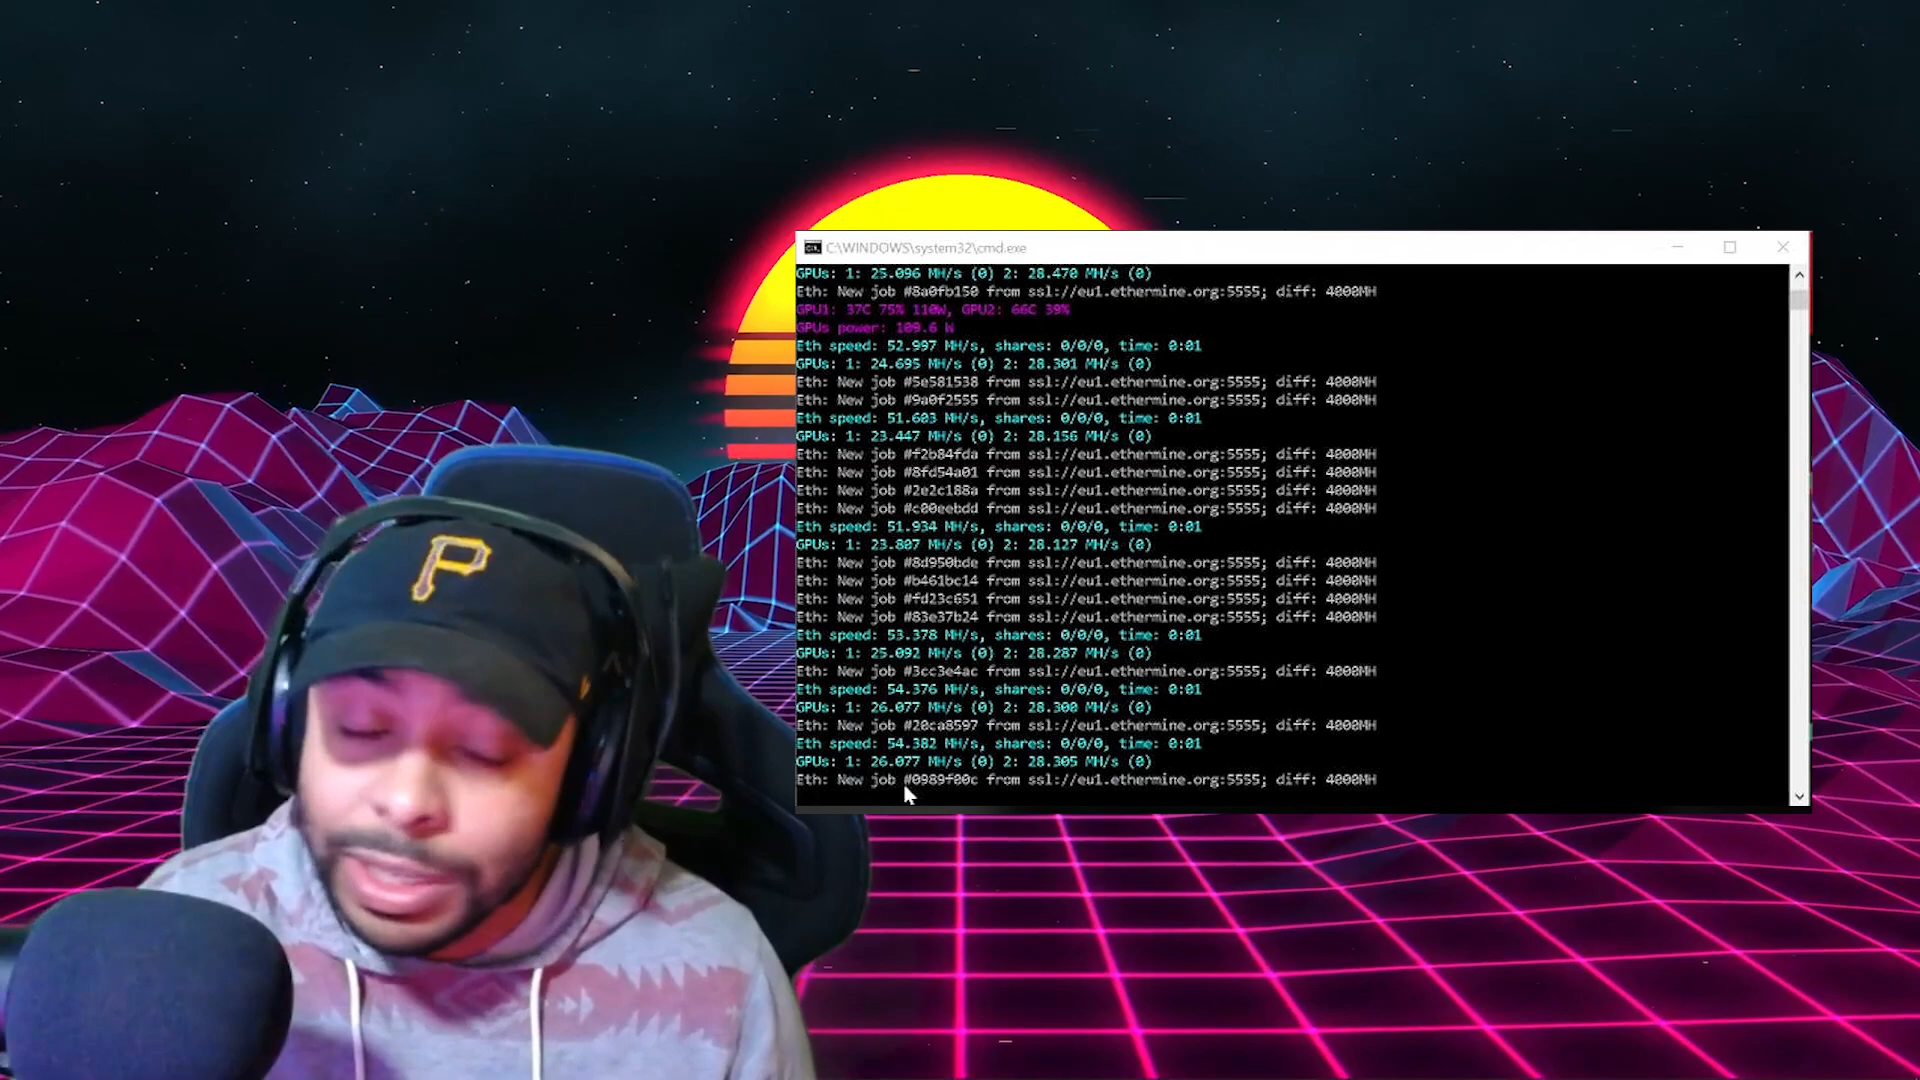 C:\WINDOWS\system32\cmd.exe
GPUs: 1: 25.096 MH/s (0) 2: 28.470 MH/s (0)
Eth: New job #8a0fb150 from ssl://eu1.ethermine.org:5555; diff: 4000MH
GPU1: 37C 75% 110W, GPU2: 66C 39%
GPUs power: 109.6 W
Eth speed: 52.997 MH/s, shares: 0/0/0, time: 0:01
GPUs: 1: 24.695 MH/s (0) 2: 28.301 MH/s (0)
Eth: New job #5e581538 from ssl://eu1.ethermine.org:5555; diff: 4000MH
Eth: New job #9a0f2555 from ssl://eu1.ethermine.org:5555; diff: 4000MH
Eth speed: 51.603 MH/s, shares: 0/0/0, time: 0:01
GPUs: 1: 23.447 MH/s (0) 2: 28.156 MH/s (0)
Eth: New job #f2b84fda from ssl://eu1.ethermine.org:5555; diff: 4000MH
Eth: New job #8fd54a01 from ssl://eu1.ethermine.org:5555; diff: 4000MH
Eth: New job #2e2c188a from ssl://eu1.ethermine.org:5555; diff: 4000MH
Eth: New job #c00eebdd from ssl://eu1.ethermine.org:5555; diff: 4000MH
Eth speed: 51.934 MH/s, shares: 0/0/0, time: 0:01
GPUs: 1: 23.807 MH/s (0) 2: 28.127 MH/s (0)
Eth: New job #8d950bde from ssl://eu1.ethermine.org:5555; diff: 4000MH
Eth: New job #b461bc14 from ssl://eu1.ethermine.org:5555; diff: 4000MH
Eth: New job #fd23c651 from ssl://eu1.ethermine.org:5555; diff: 4000MH
Eth: New job #83e37b24 from ssl://eu1.ethermine.org:5555; diff: 4000MH
Eth speed: 53.378 MH/s, shares: 0/0/0, time: 0:01
GPUs: 1: 25.092 MH/s (0) 2: 28.287 MH/s (0)
Eth: New job #3cc3e4ac from ssl://eu1.ethermine.org:5555; diff: 4000MH
Eth speed: 54.376 MH/s, shares: 0/0/0, time: 0:01
GPUs: 1: 26.077 MH/s (0) 2: 28.300 MH/s (0)
Eth: New job #20ca8597 from ssl://eu1.ethermine.org:5555; diff: 4000MH
Eth speed: 54.382 MH/s, shares: 0/0/0, time: 0:01
GPUs: 1: 26.077 MH/s (0) 2: 28.305 MH/s (0)
Eth: New job #0989f00c from ssl://eu1.ethermine.org:5555; diff: 4000MH
P